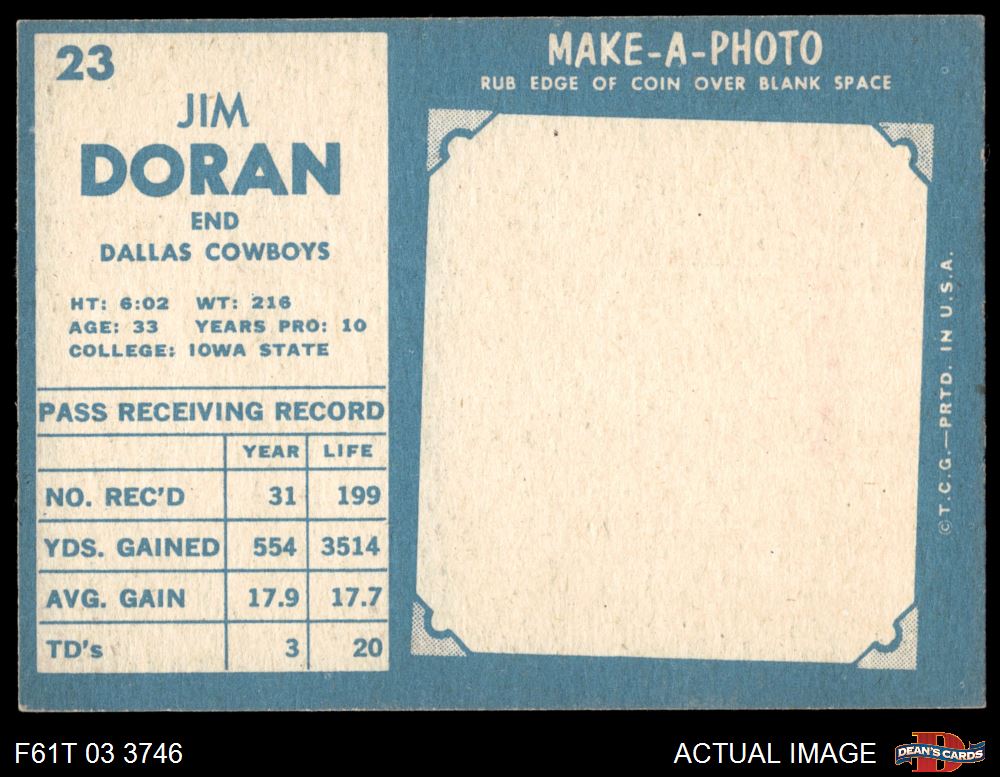 23
JIM
DORAN
END
DALLAS COWBOYS
HT: 6:02 WT: 216
AGE: 33 YEARS PRO: 10
COLLEGE: IOWA STATE
PASS RECEIVING RECORD
YEAR LIFE
NO. REC'D 31 199
YDS. GAINED 554 3514
AVG. GAIN 17.9 17.7
TD's 3 20
MAKE-A-PHOTO
RUB EDGE OF COIN OVER BLANK SPACE
© T.C.G.—PRTD. IN U.S.A.
F61T 03 3746
ACTUAL IMAGE
D
DEAN'S CARDS